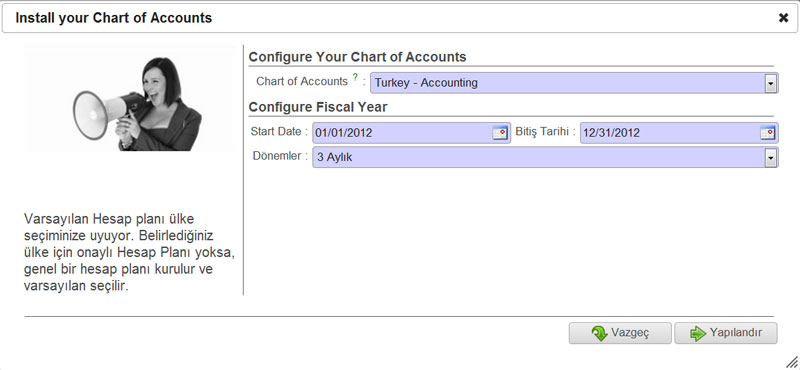 Install your Chart of Accounts
Configure Your Chart of Accounts
Chart of Accounts ? : Turkey - Accounting
Configure Fiscal Year
Start Date : 01/01/2012 Bitiş Tarihi : 12/31/2012
Dönemler : 3 Aylık
Varsayılan Hesap planı ülke
seçiminize uyuyor. Belirlediğiniz
ülke için onaylı Hesap Planı yoksa,
genel bir hesap planı kurulur ve
varsayılan seçilir.
Vazgeç Yapılandır